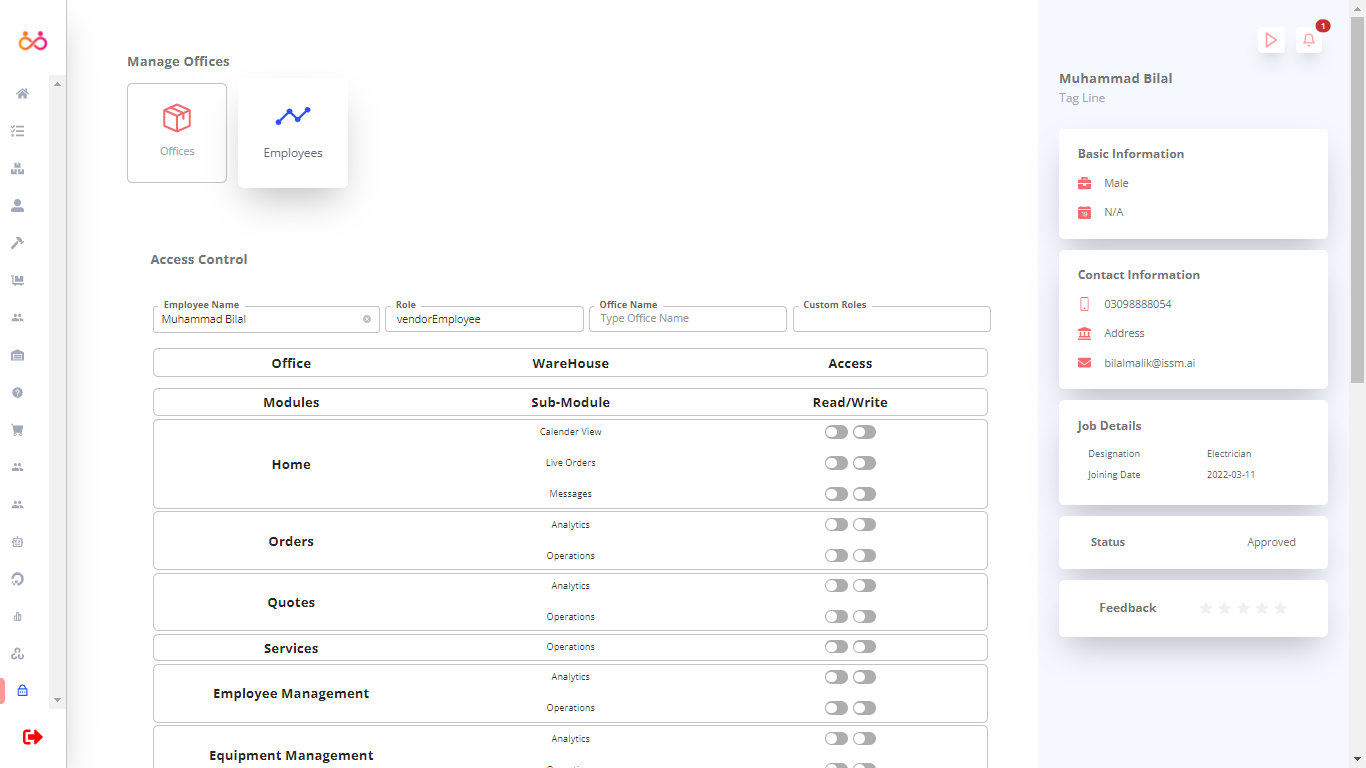 1
Manage Offices
Offices
Employees
Access Control
Employee Name
Muhammad Bilal
Role
vendorEmployee
Office Name
Type Office Name
Custom Roles
Office WareHouse Access
Modules Sub-Module Read/Write
Home
Calender View
Live Orders
Messages
Orders
Analytics
Operations
Quotes
Analytics
Operations
Services
Operations
Employee Management
Analytics
Operations
Equipment Management
Analytics
Muhammad Bilal
Tag Line
Basic Information
Male
N/A
Contact Information
03098888054
Address
bilalmalik@issm.ai
Job Details
Designation Electrician
Joining Date 2022-03-11
Status Approved
Feedback